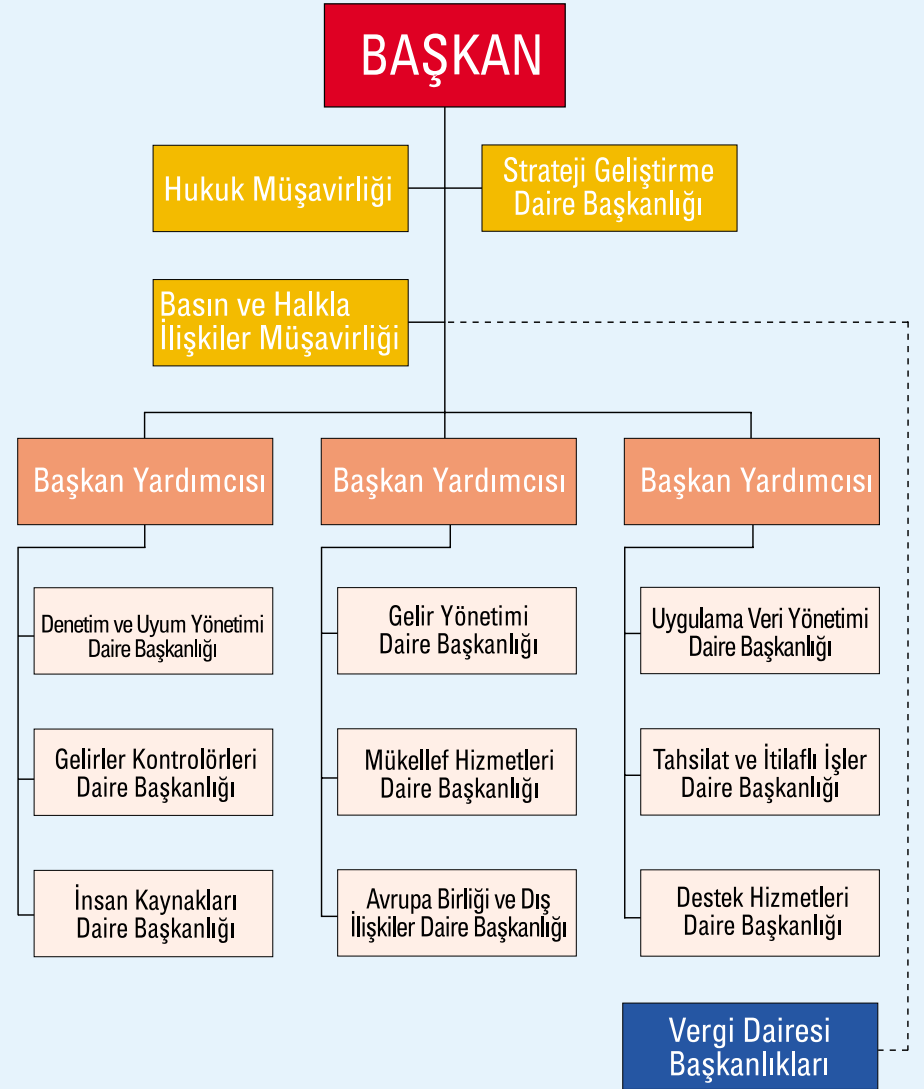 BAŞKAN
Hukuk Müşavirliği
Strateji Geliştirme
Daire Başkanlığı
Basın ve Halkla
İlişkiler Müşavirliği
Başkan Yardımcısı
Başkan Yardımcısı
Başkan Yardımcısı
Denetim ve Uyum Yönetimi
Daire Başkanlığı
Gelir Yönetimi
Daire Başkanlığı
Uygulama Veri Yönetimi
Daire Başkanlığı
Gelirler Kontrolörleri
Daire Başkanlığı
Mükellef Hizmetleri
Daire Başkanlığı
Tahsilat ve İtilaflı İşler
Daire Başkanlığı
İnsan Kaynakları
Daire Başkanlığı
Avrupa Birliği ve Dış
İlişkiler Daire Başkanlığı
Destek Hizmetleri
Daire Başkanlığı
Vergi Dairesi
Başkanlıkları